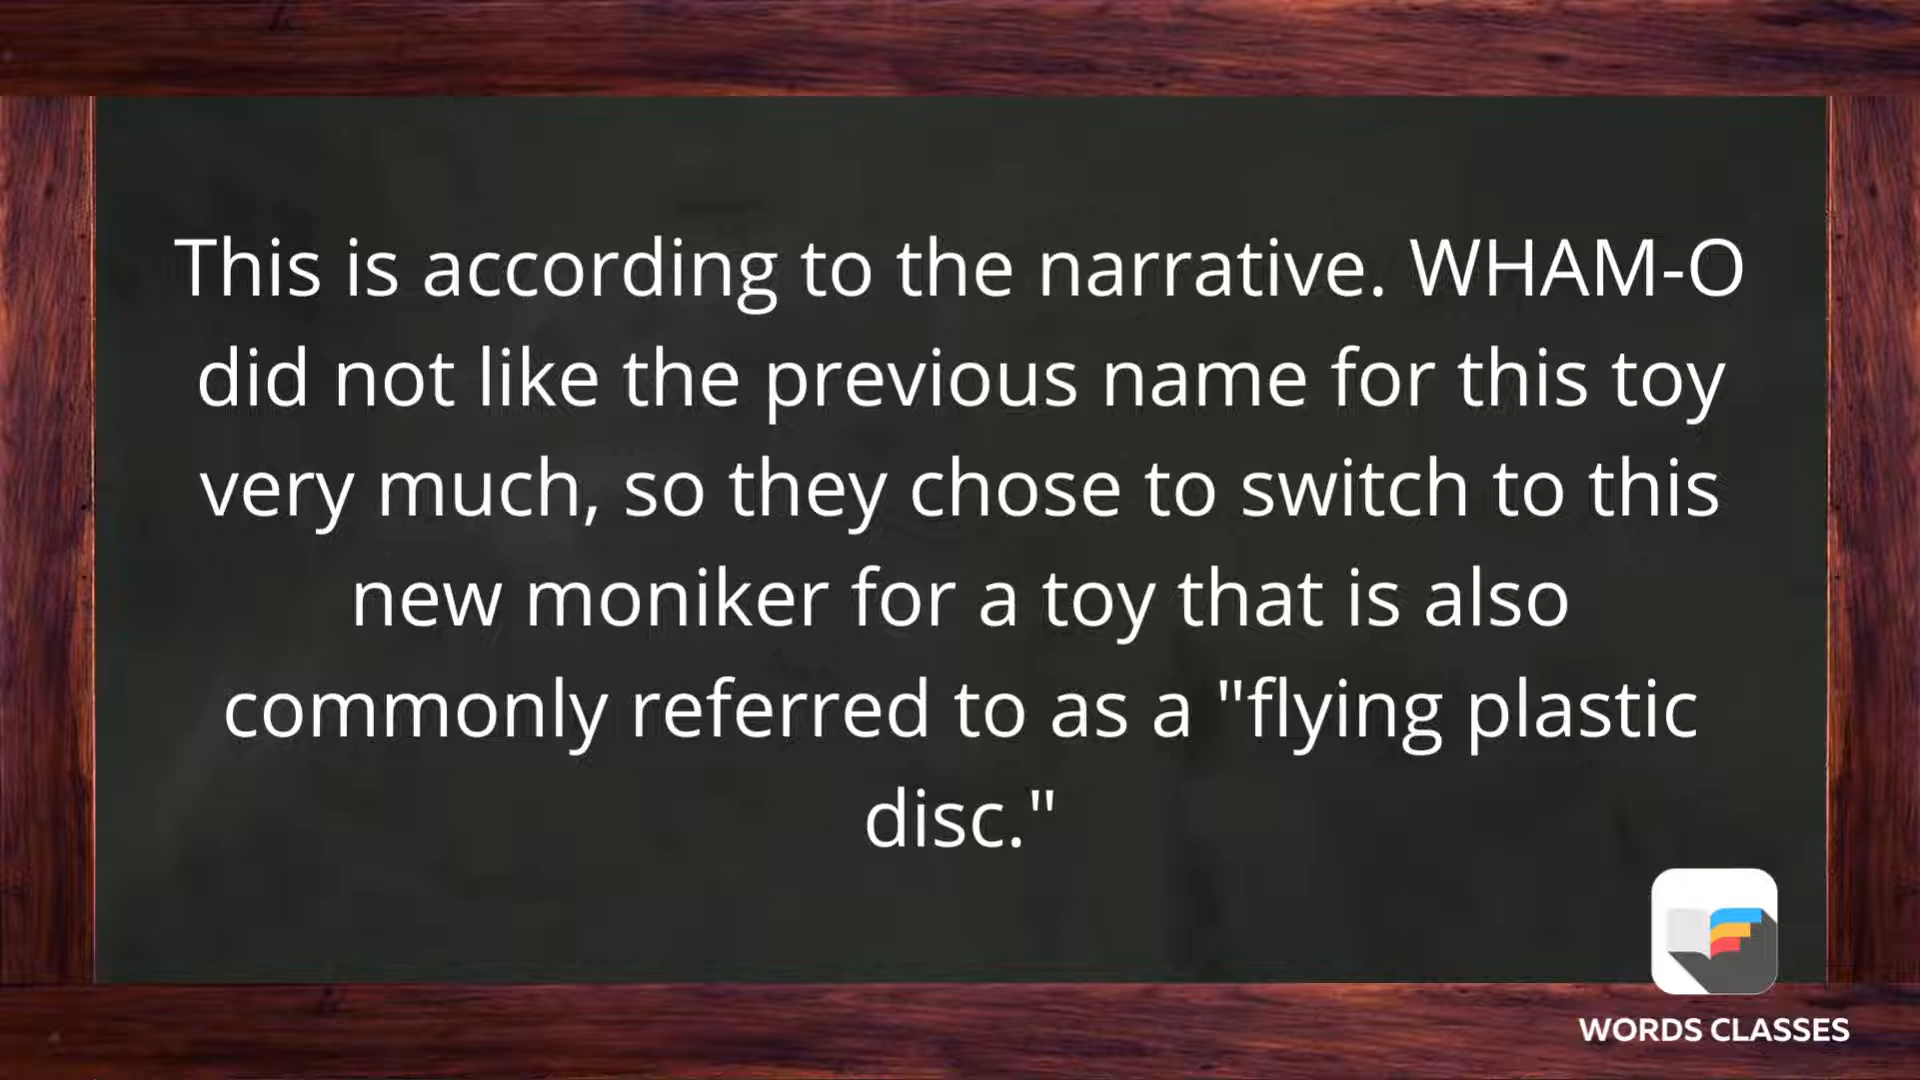 This is according to the narrative. WHAM-O
did not like the previous name for this toy
very much, so they chose to switch to this
new moniker for a toy that is also
commonly referred to as a "flying plastic
disc."
WORDS CLASSES